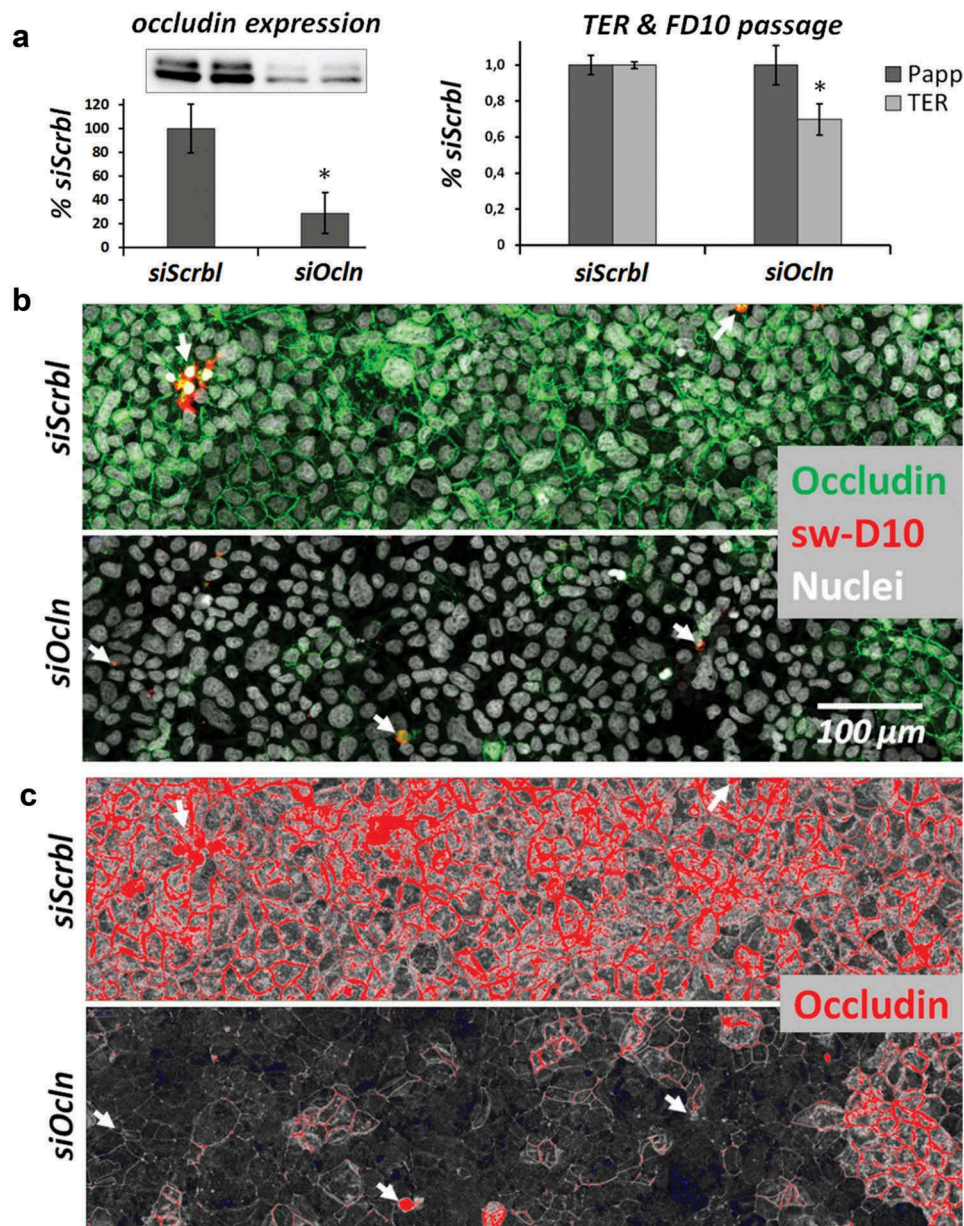 a
occludin expression
% siScrbl
120
100
80
60
40
20
0
*
siScrbl
siOcln
TER & FD10 passage
% siScrbl
1,0
0,8
0,6
0,4
0,2
0
*
Papp
TER
siScrbl
siOcln
b
siScrbl
siOcln
Occludin
sw-D10
Nuclei
100 µm
c
siScrbl
siOcln
Occludin